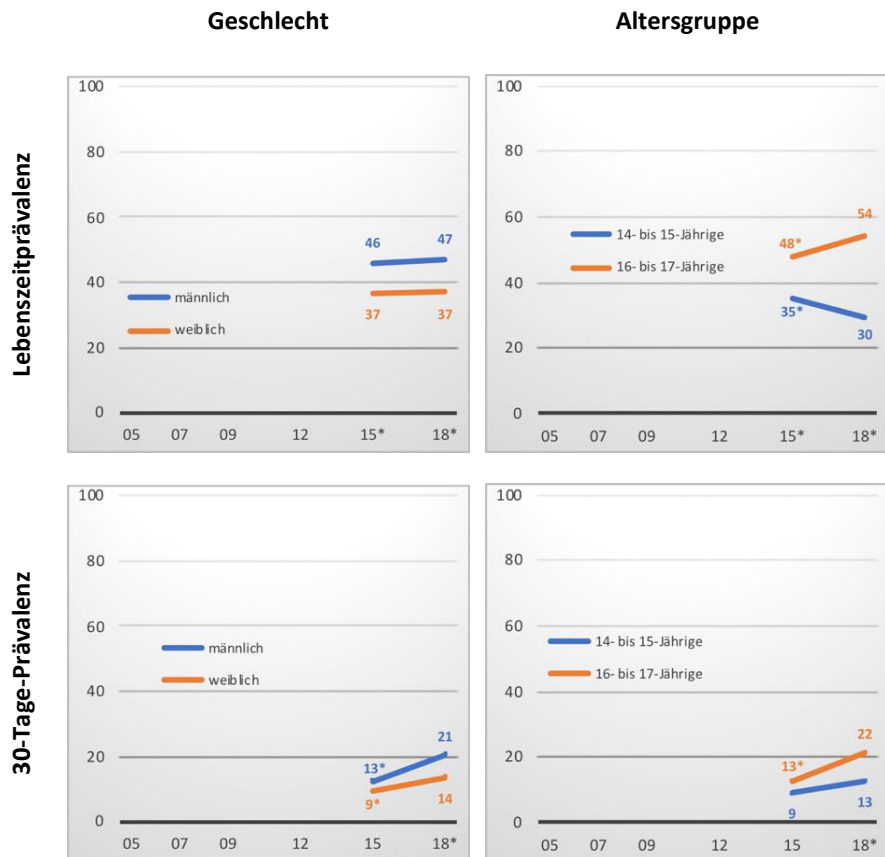 Geschlecht
Altersgruppe
Lebenszeitprävalenz
100
80
60
40
20
0
46
47
37
37
männlich
weiblich
05 07 09 12 15* 18*
100
80
60
40
20
0
14- bis 15-Jährige
16- bis 17-Jährige
48*
54
35*
30
05 07 09 12 15* 18*
30-Tage-Prävalenz
100
80
60
40
20
0
männlich
weiblich
13*
21
9*
14
05 07 09 12 15 18*
100
80
60
40
20
0
14- bis 15-Jährige
16- bis 17-Jährige
13*
22
9
13
05 07 09 12 15 18*